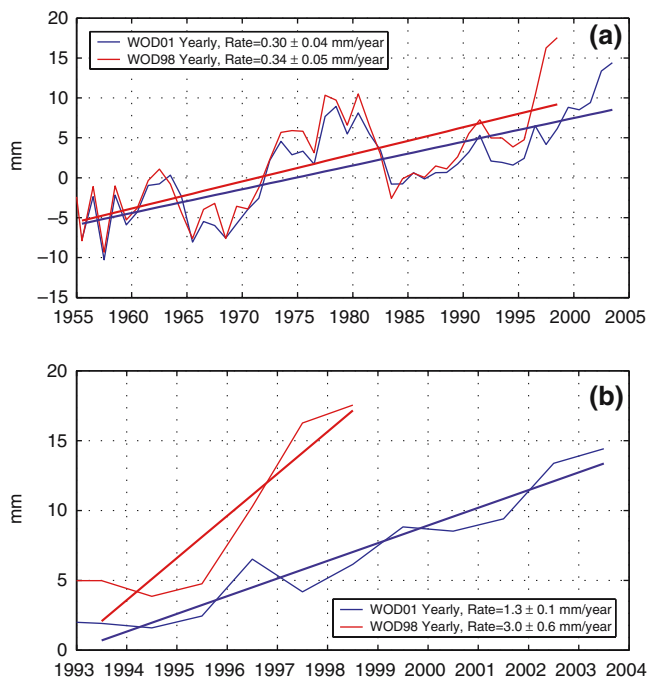 20
15
10
5
0
−5
−10
−15
mm
(a)
WOD01 Yearly, Rate=0.30 ± 0.04 mm/year
WOD98 Yearly, Rate=0.34 ± 0.05 mm/year
1955 1960 1965 1970 1975 1980 1985 1990 1995 2000 2005
20
15
10
5
0
mm
(b)
WOD01 Yearly, Rate=1.3 ± 0.1 mm/year
WOD98 Yearly, Rate=3.0 ± 0.6 mm/year
1993 1994 1995 1996 1997 1998 1999 2000 2001 2002 2003 2004